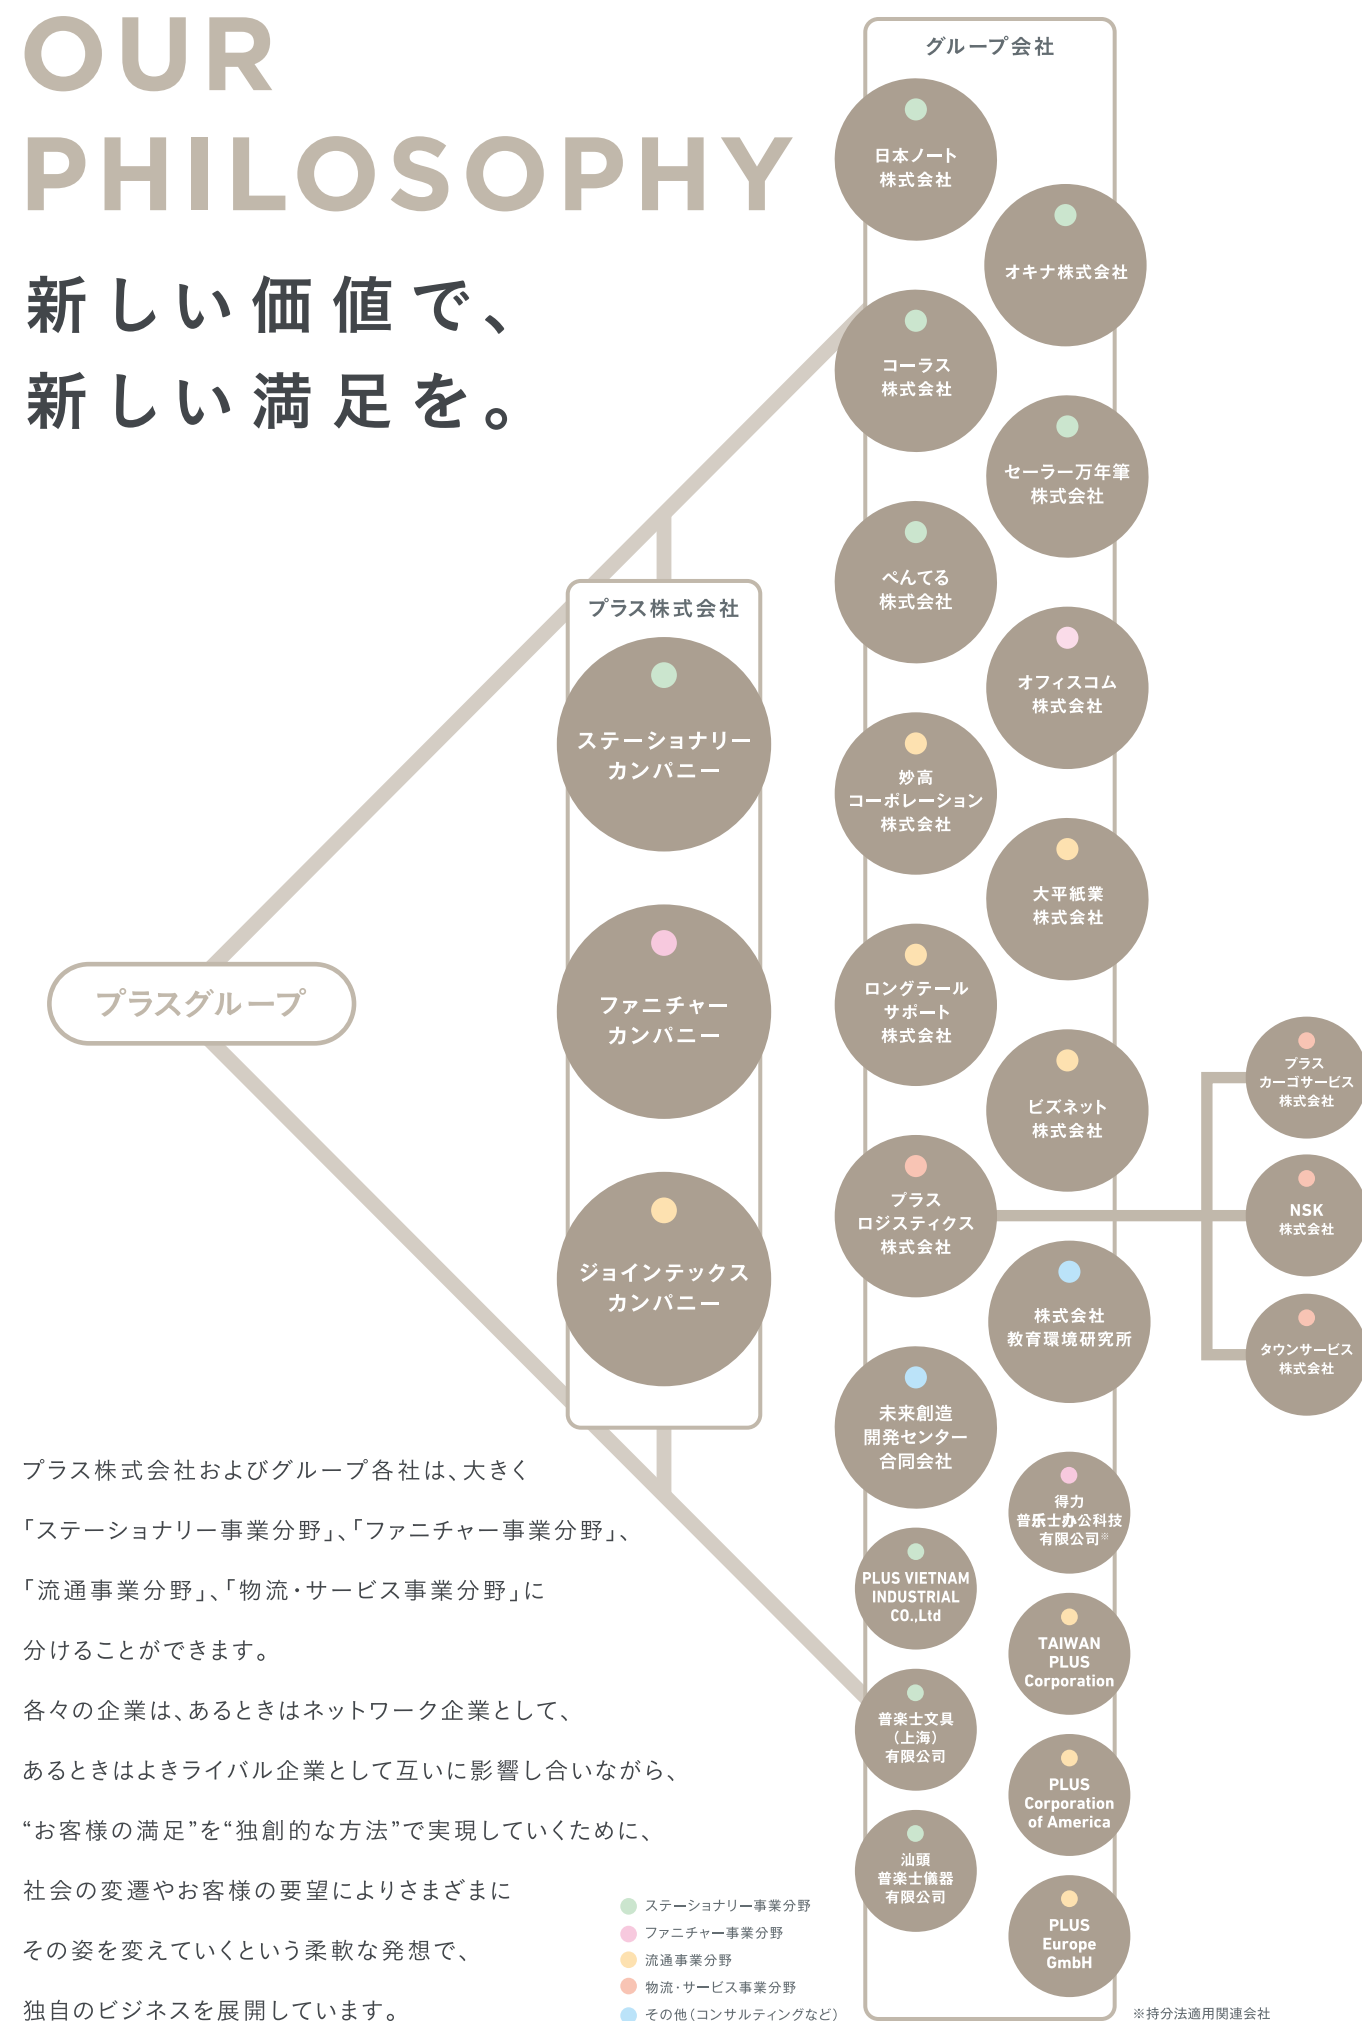 OUR
PHILOSOPHY
新しい価値で、
新しい満足を。
プラスグループ
プラス株式会社
ステーショナリー
カンパニー
ファニチャー
カンパニー
ジョインテックス
カンパニー
グループ会社
日本ノート
株式会社
オキナ株式会社
コーラス
株式会社
セーラー万年筆
株式会社
ぺんてる
株式会社
オフィスコム
株式会社
妙高
コーポレーション
株式会社
大平紙業
株式会社
ロングテール
サポート
株式会社
ビズネット
株式会社
プラス
ロジスティクス
株式会社
プラス
カーゴサービス
株式会社
NSK
株式会社
タウンサービス
株式会社
株式会社
教育環境研究所
未来創造
開発センター
合同会社
得力
普乐士办公科技
有限公司※
PLUS VIETNAM
INDUSTRIAL
CO.,Ltd
TAIWAN
PLUS
Corporation
普楽士文具
（上海）
有限公司
PLUS
Corporation
of America
汕頭
普楽士儀器
有限公司
PLUS
Europe
GmbH
プラス株式会社およびグループ各社は、大きく
「ステーショナリー事業分野」、「ファニチャー事業分野」、
「流通事業分野」、「物流・サービス事業分野」に
分けることができます。
各々の企業は、あるときはネットワーク企業として、
あるときはよきライバル企業として互いに影響し合いながら、
“お客様の満足”を“独創的な方法”で実現していくために、
社会の変遷やお客様の要望によりさまざまに
その姿を変えていくという柔軟な発想で、
独自のビジネスを展開しています。
ステーショナリー事業分野
ファニチャー事業分野
流通事業分野
物流・サービス事業分野
その他（コンサルティングなど）
※持分法適用関連会社